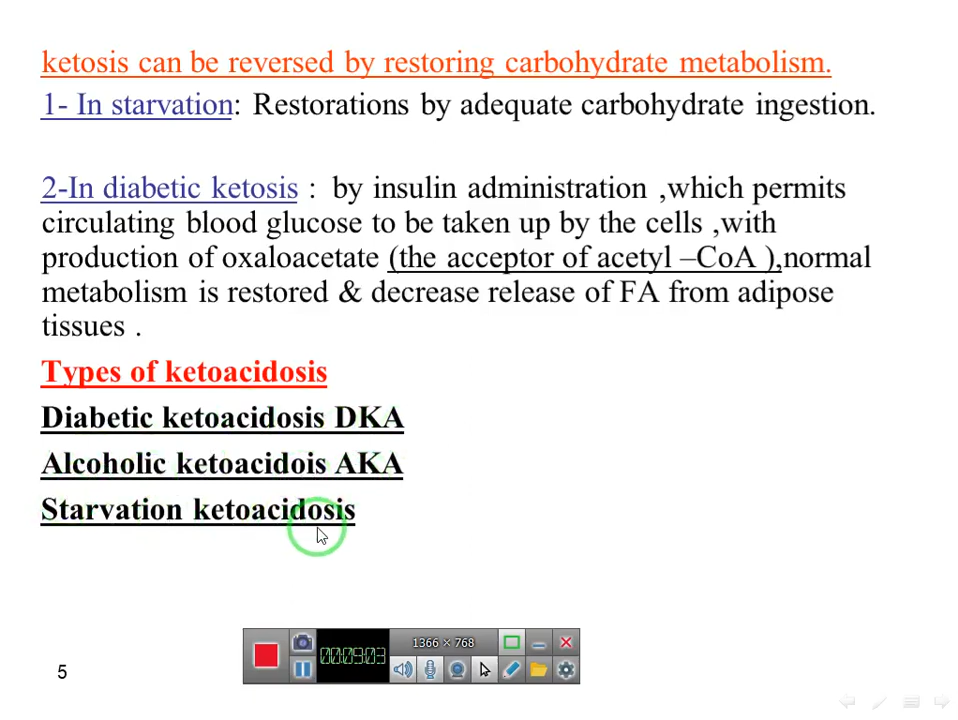 ketosis can be reversed by restoring carbohydrate metabolism.
1- In starvation: Restorations by adequate carbohydrate ingestion.
2-In diabetic ketosis :  by insulin administration ,which permits
circulating blood glucose to be taken up by the cells ,with
production of oxaloacetate (the acceptor of acetyl –CoA ),normal
metabolism is restored & decrease release of FA from adipose
tissues .
Types of ketoacidosis
Diabetic ketoacidosis DKA
Alcoholic ketoacidois AKA
Starvation ketoacidosis
1366 × 768
00:09:03
5